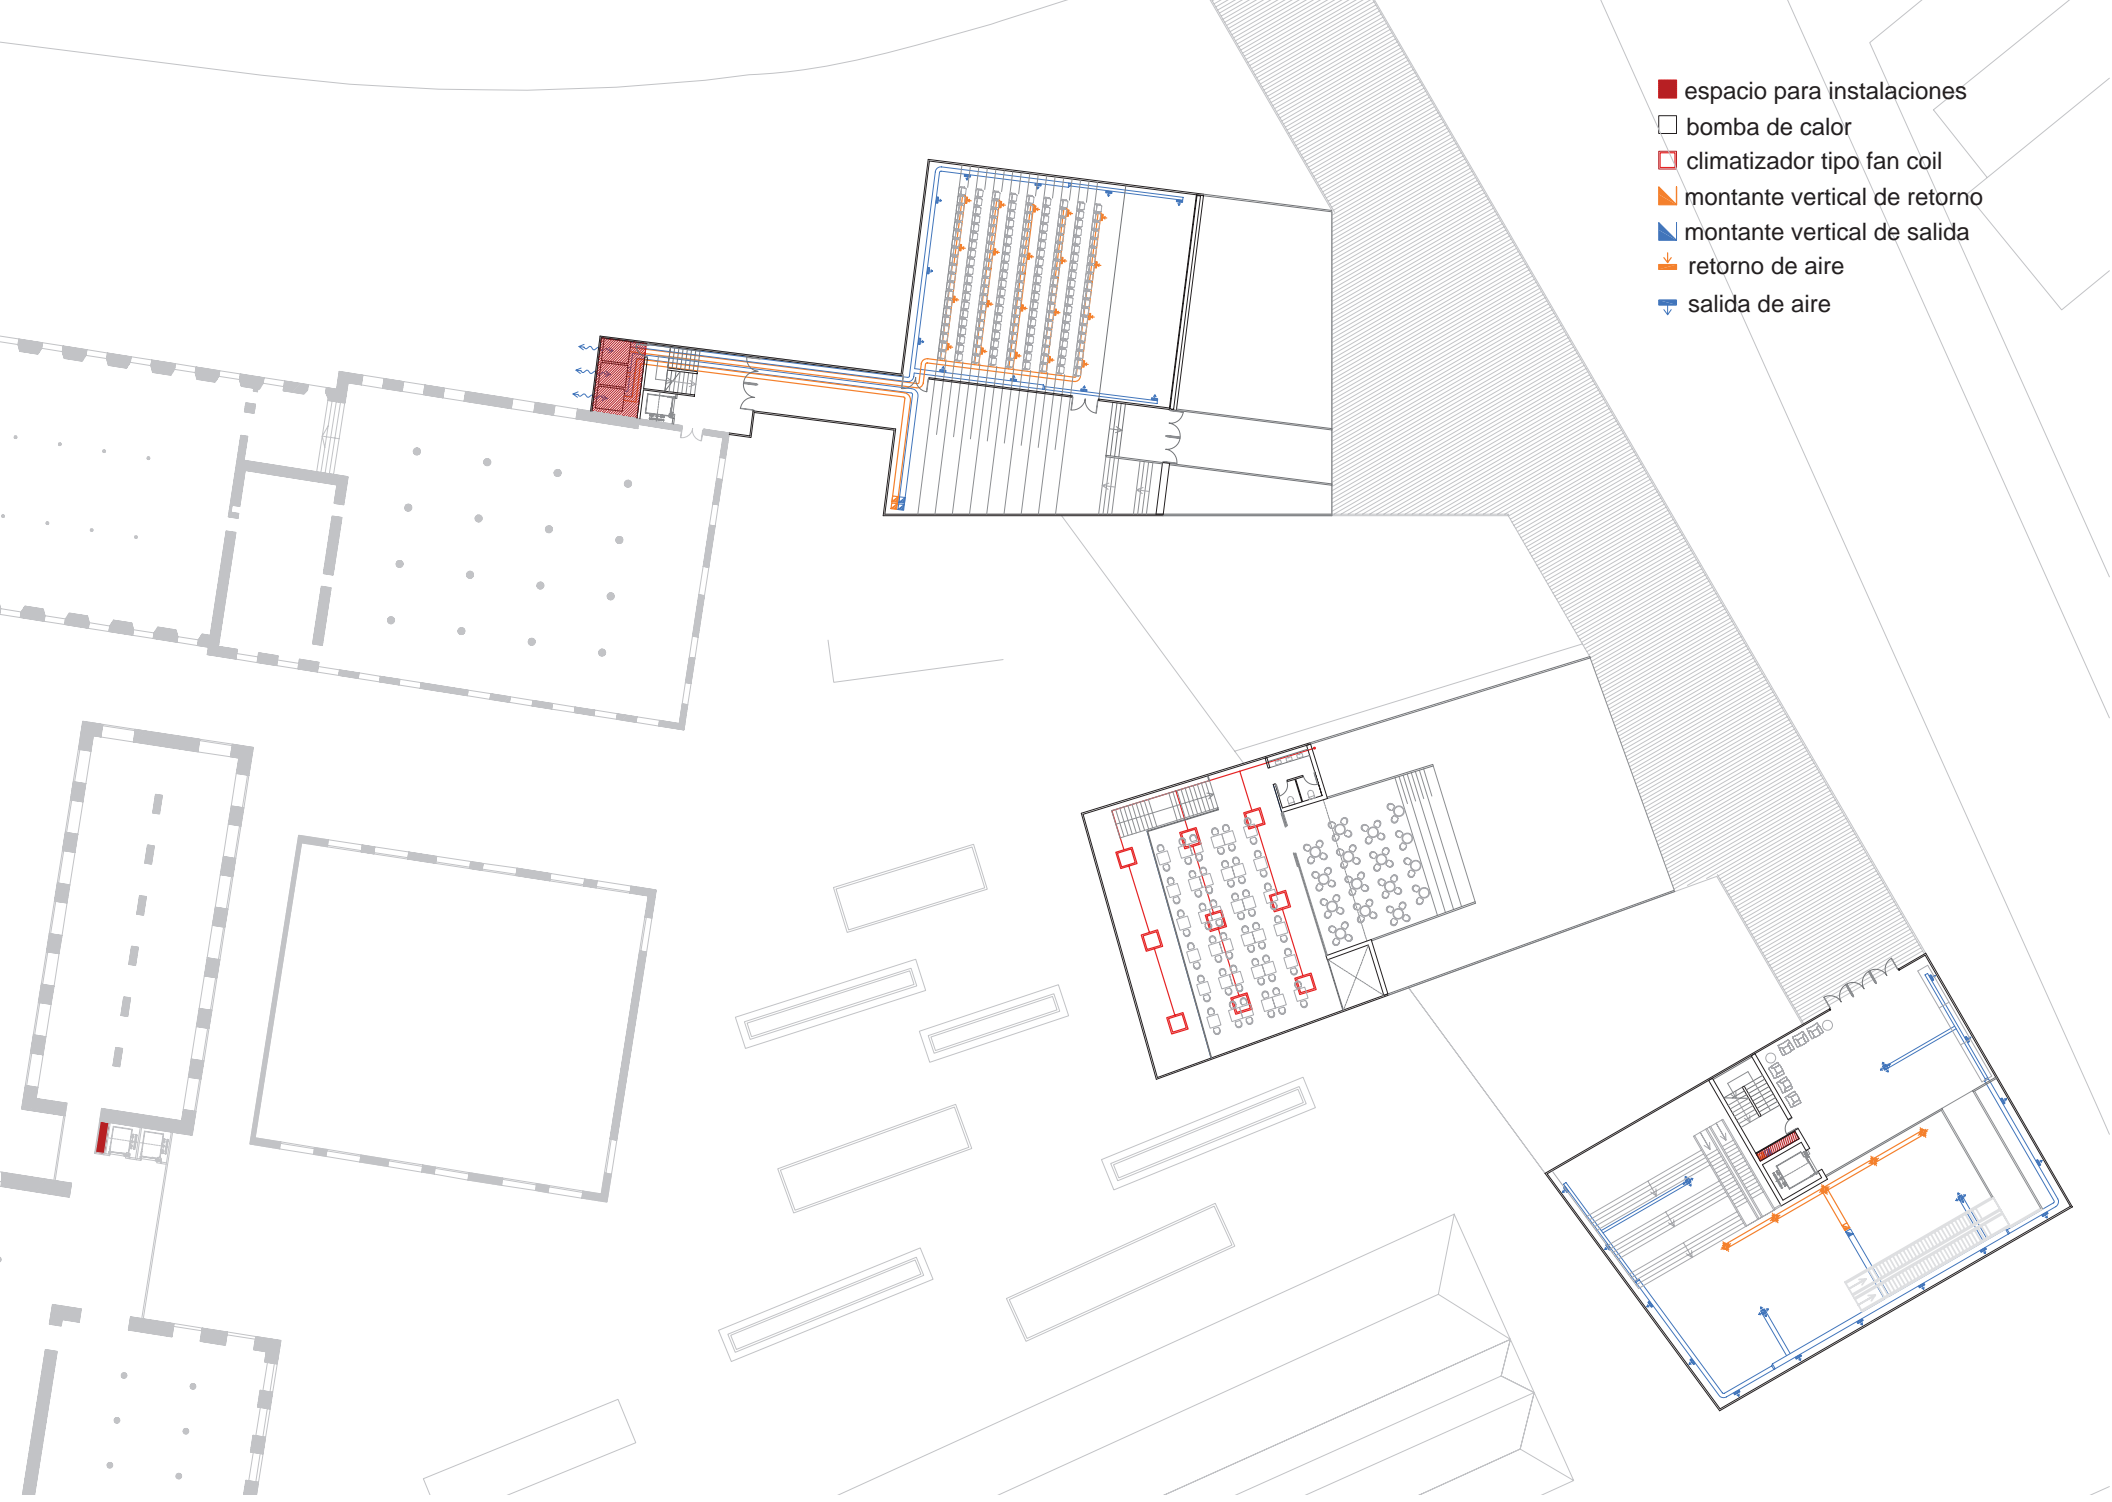 espacio para instalaciones
bomba de calor
climatizador tipo fan coil
montante vertical de retorno
montante vertical de salida
retorno de aire
salida de aire